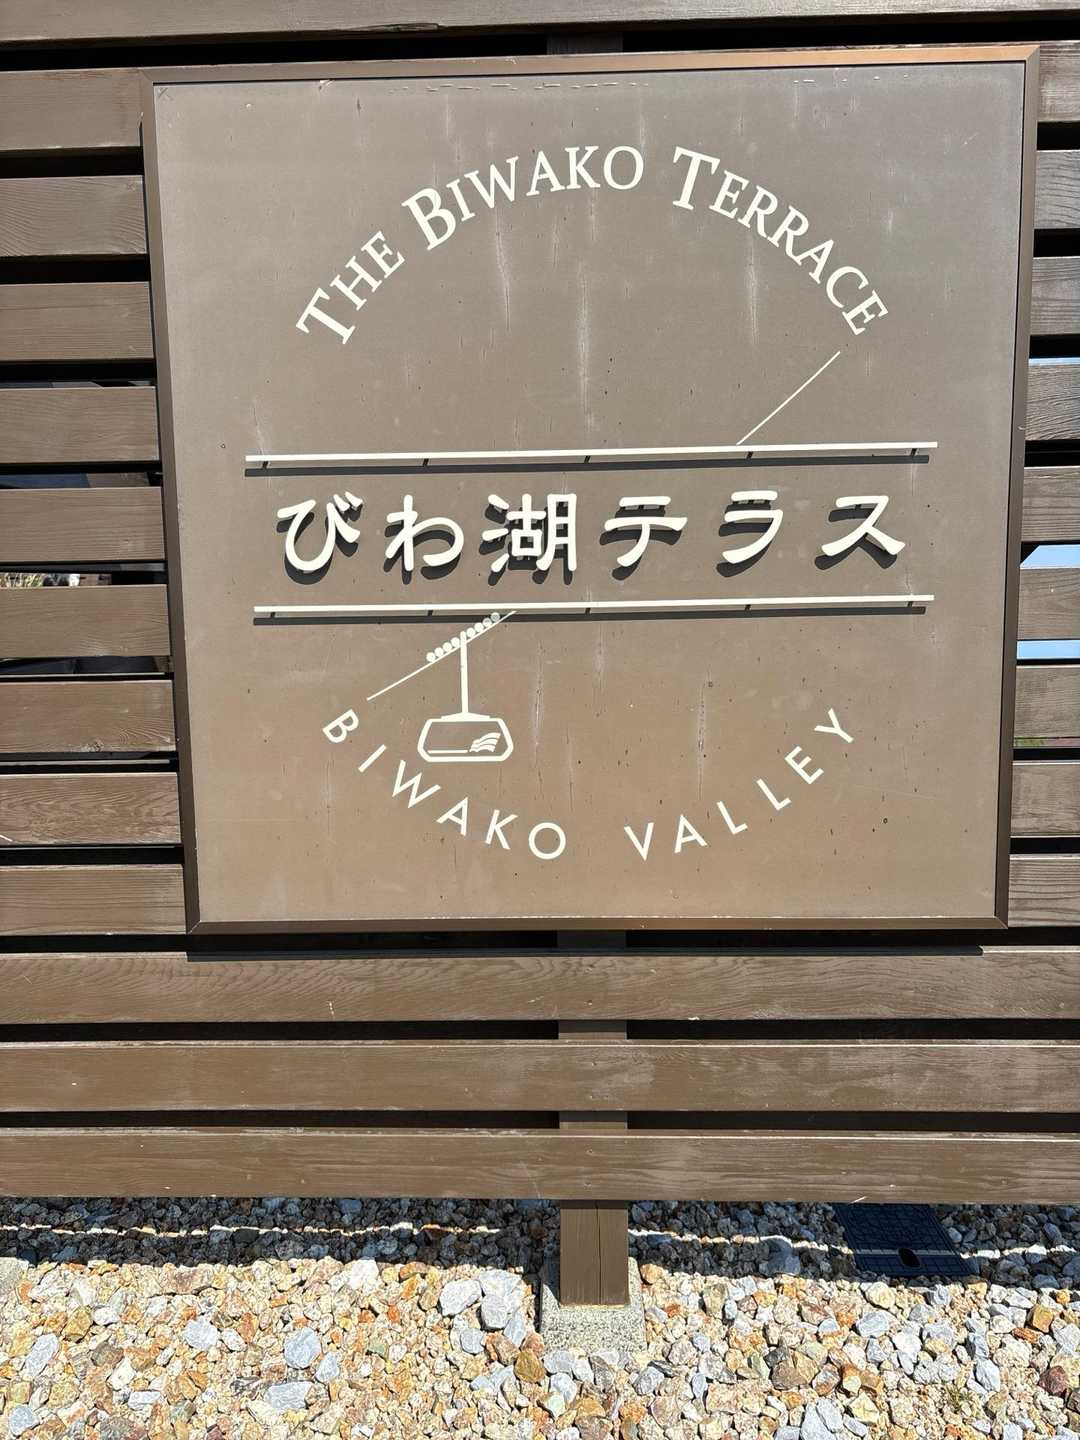 THE BIWAKO TERRACE
びわ湖テラス
BIWAKO VALLEY